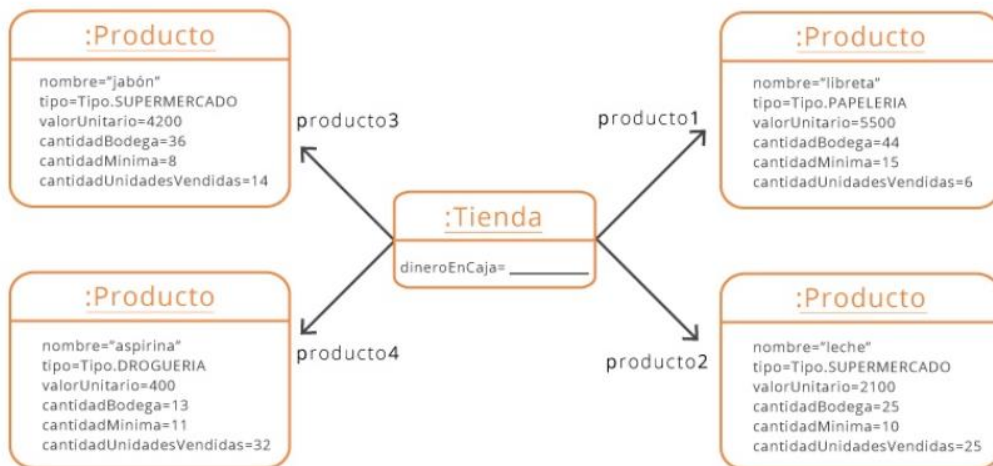 :Producto
nombre="jabón"
tipo=Tipo.SUPERMERCADO
valorUnitario=4200
cantidadBodega=36
cantidadMínima=8
cantidadUnidadesVendidas=14
producto3
:Producto
nombre="libreta"
tipo=Tipo.PAPELERIA
valorUnitario=5500
cantidadBodega=44
cantidadMinima=15
cantidadUnidadesVendidas=6
producto1
:Tienda
dineroEnCaja= __________
:Producto
nombre="aspirina"
tipo=Tipo.DROGUERIA
valorUnitario=400
cantidadBodega=13
cantidadMínima=11
cantidadUnidadesVendidas=32
producto4
:Producto
nombre="leche"
tipo=Tipo.SUPERMERCADO
valorUnitario=2100
cantidadBodega=25
cantidadMinima=10
cantidadUnidadesVendidas=25
producto2